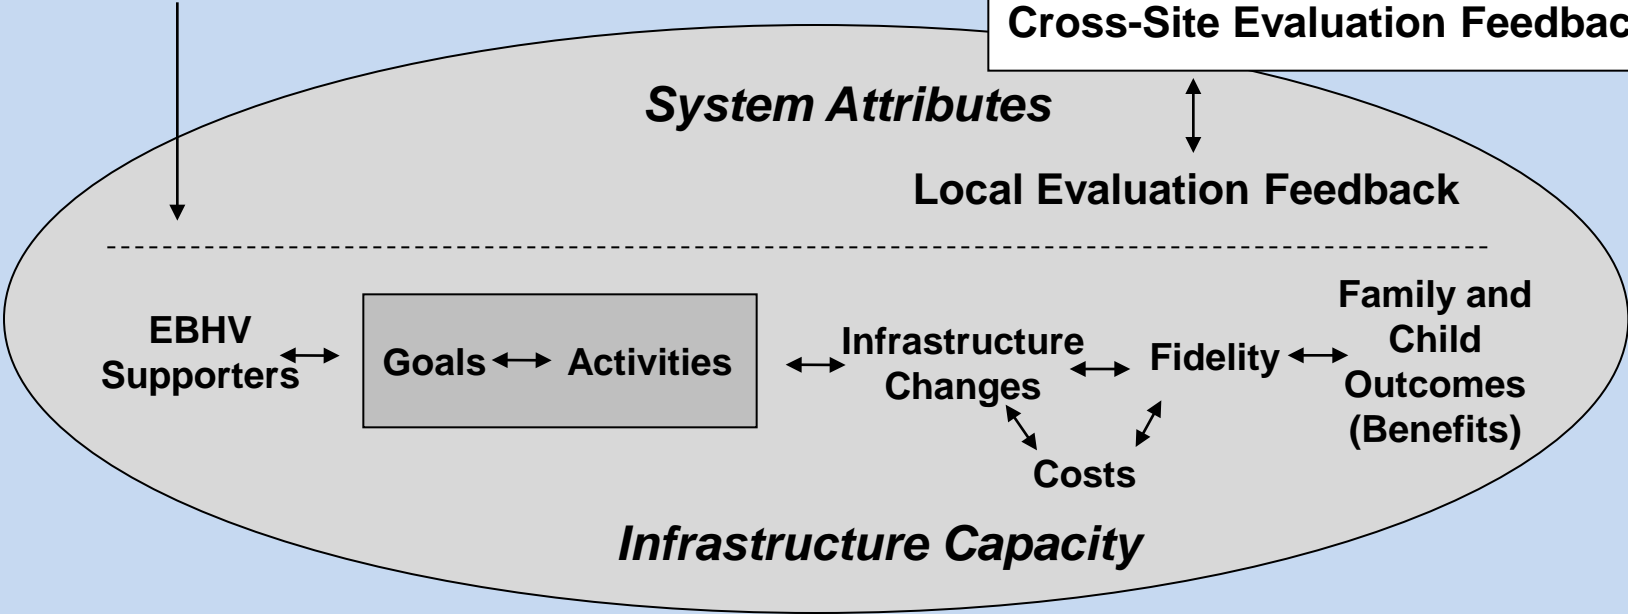 Cross-Site Evaluation Feedbac
System Attributes
Local Evaluation Feedback
EBHV
Supporters
Goals
Activities
Infrastructure
Changes
Costs
Fidelity
Family and
Child
Outcomes
(Benefits)
Infrastructure Capacity